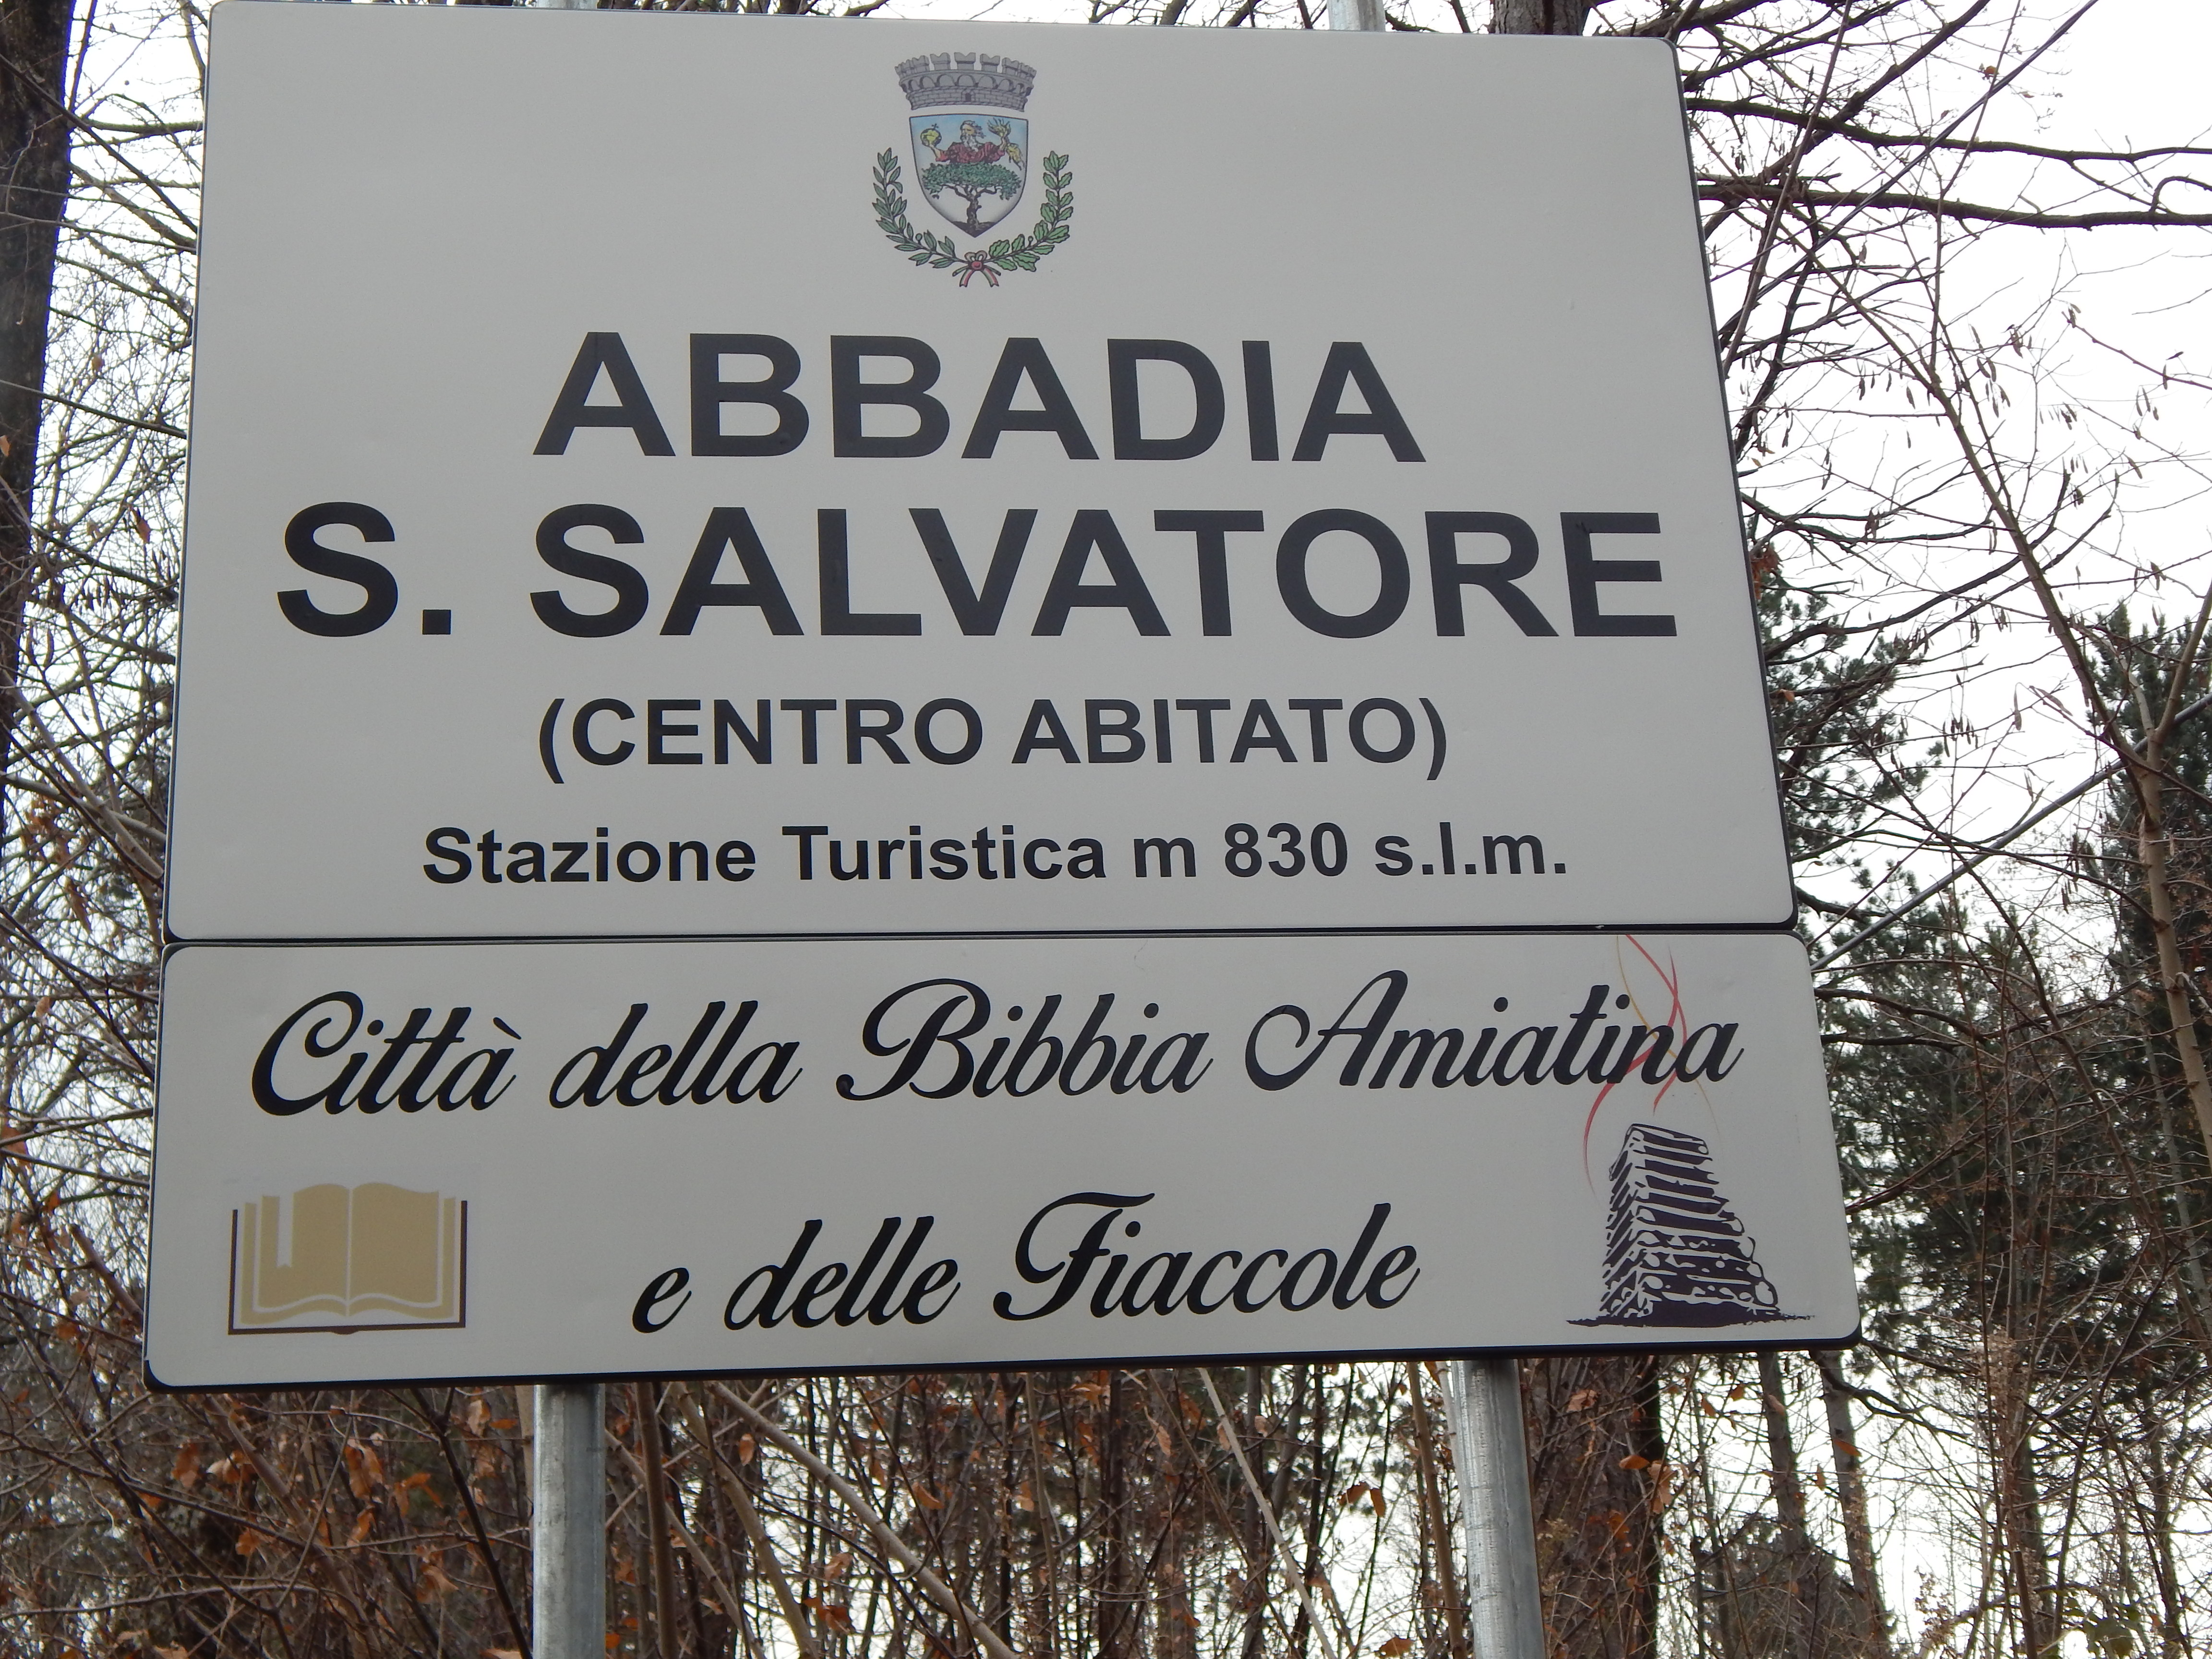 ABBADIA
S. SALVATORE
(CENTRO ABITATO)
Stazione Turistica m 830 s.l.m.
Città della Bibbia Amiatina
e delle Fiaccole